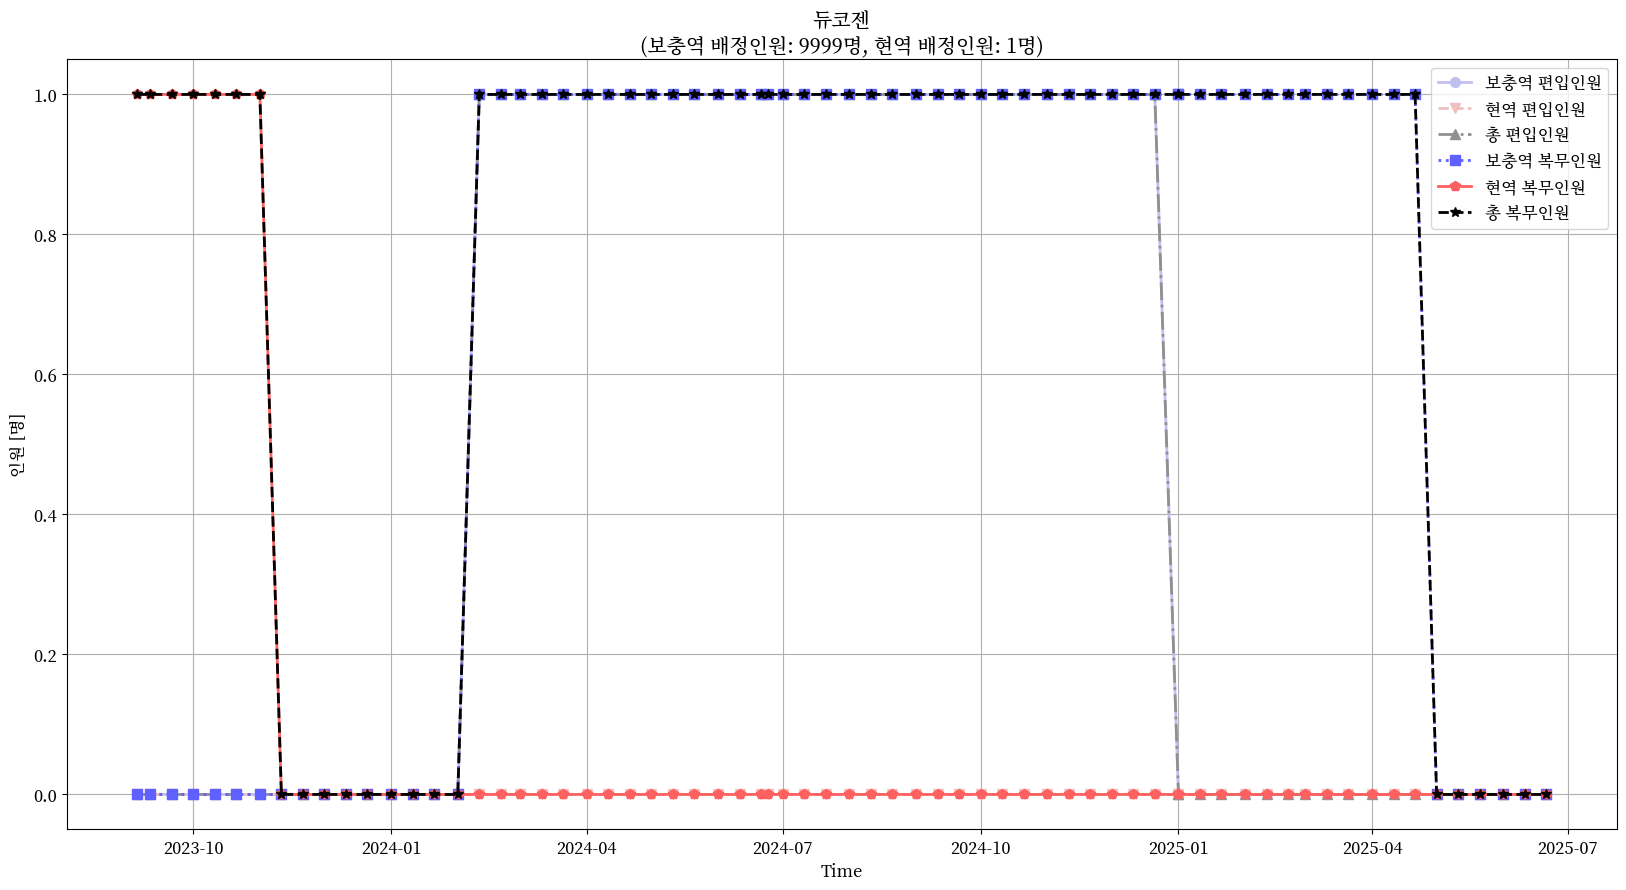 듀코젠
(보충역 배정인원: 9999명, 현역 배정인원: 1명)
보충역 편입인원
현역 편입인원
총 편입인원
보충역 복무인원
현역 복무인원
총 복무인원
인원 [명]
1.0
0.8
0.6
0.4
0.2
0.0
2023-10
2024-01
2024-04
2024-07
2024-10
2025-01
2025-04
2025-07
Time